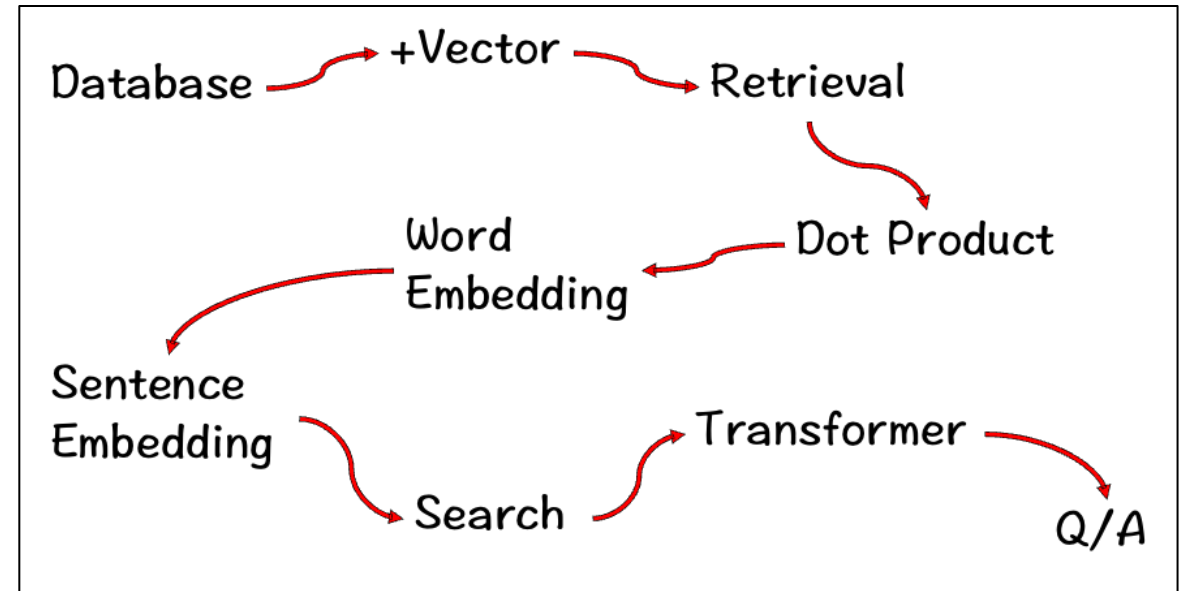 Database
+Vector
Retrieval
Dot Product
Word
Embedding
Sentence
Embedding
Search
Transformer
Q/A